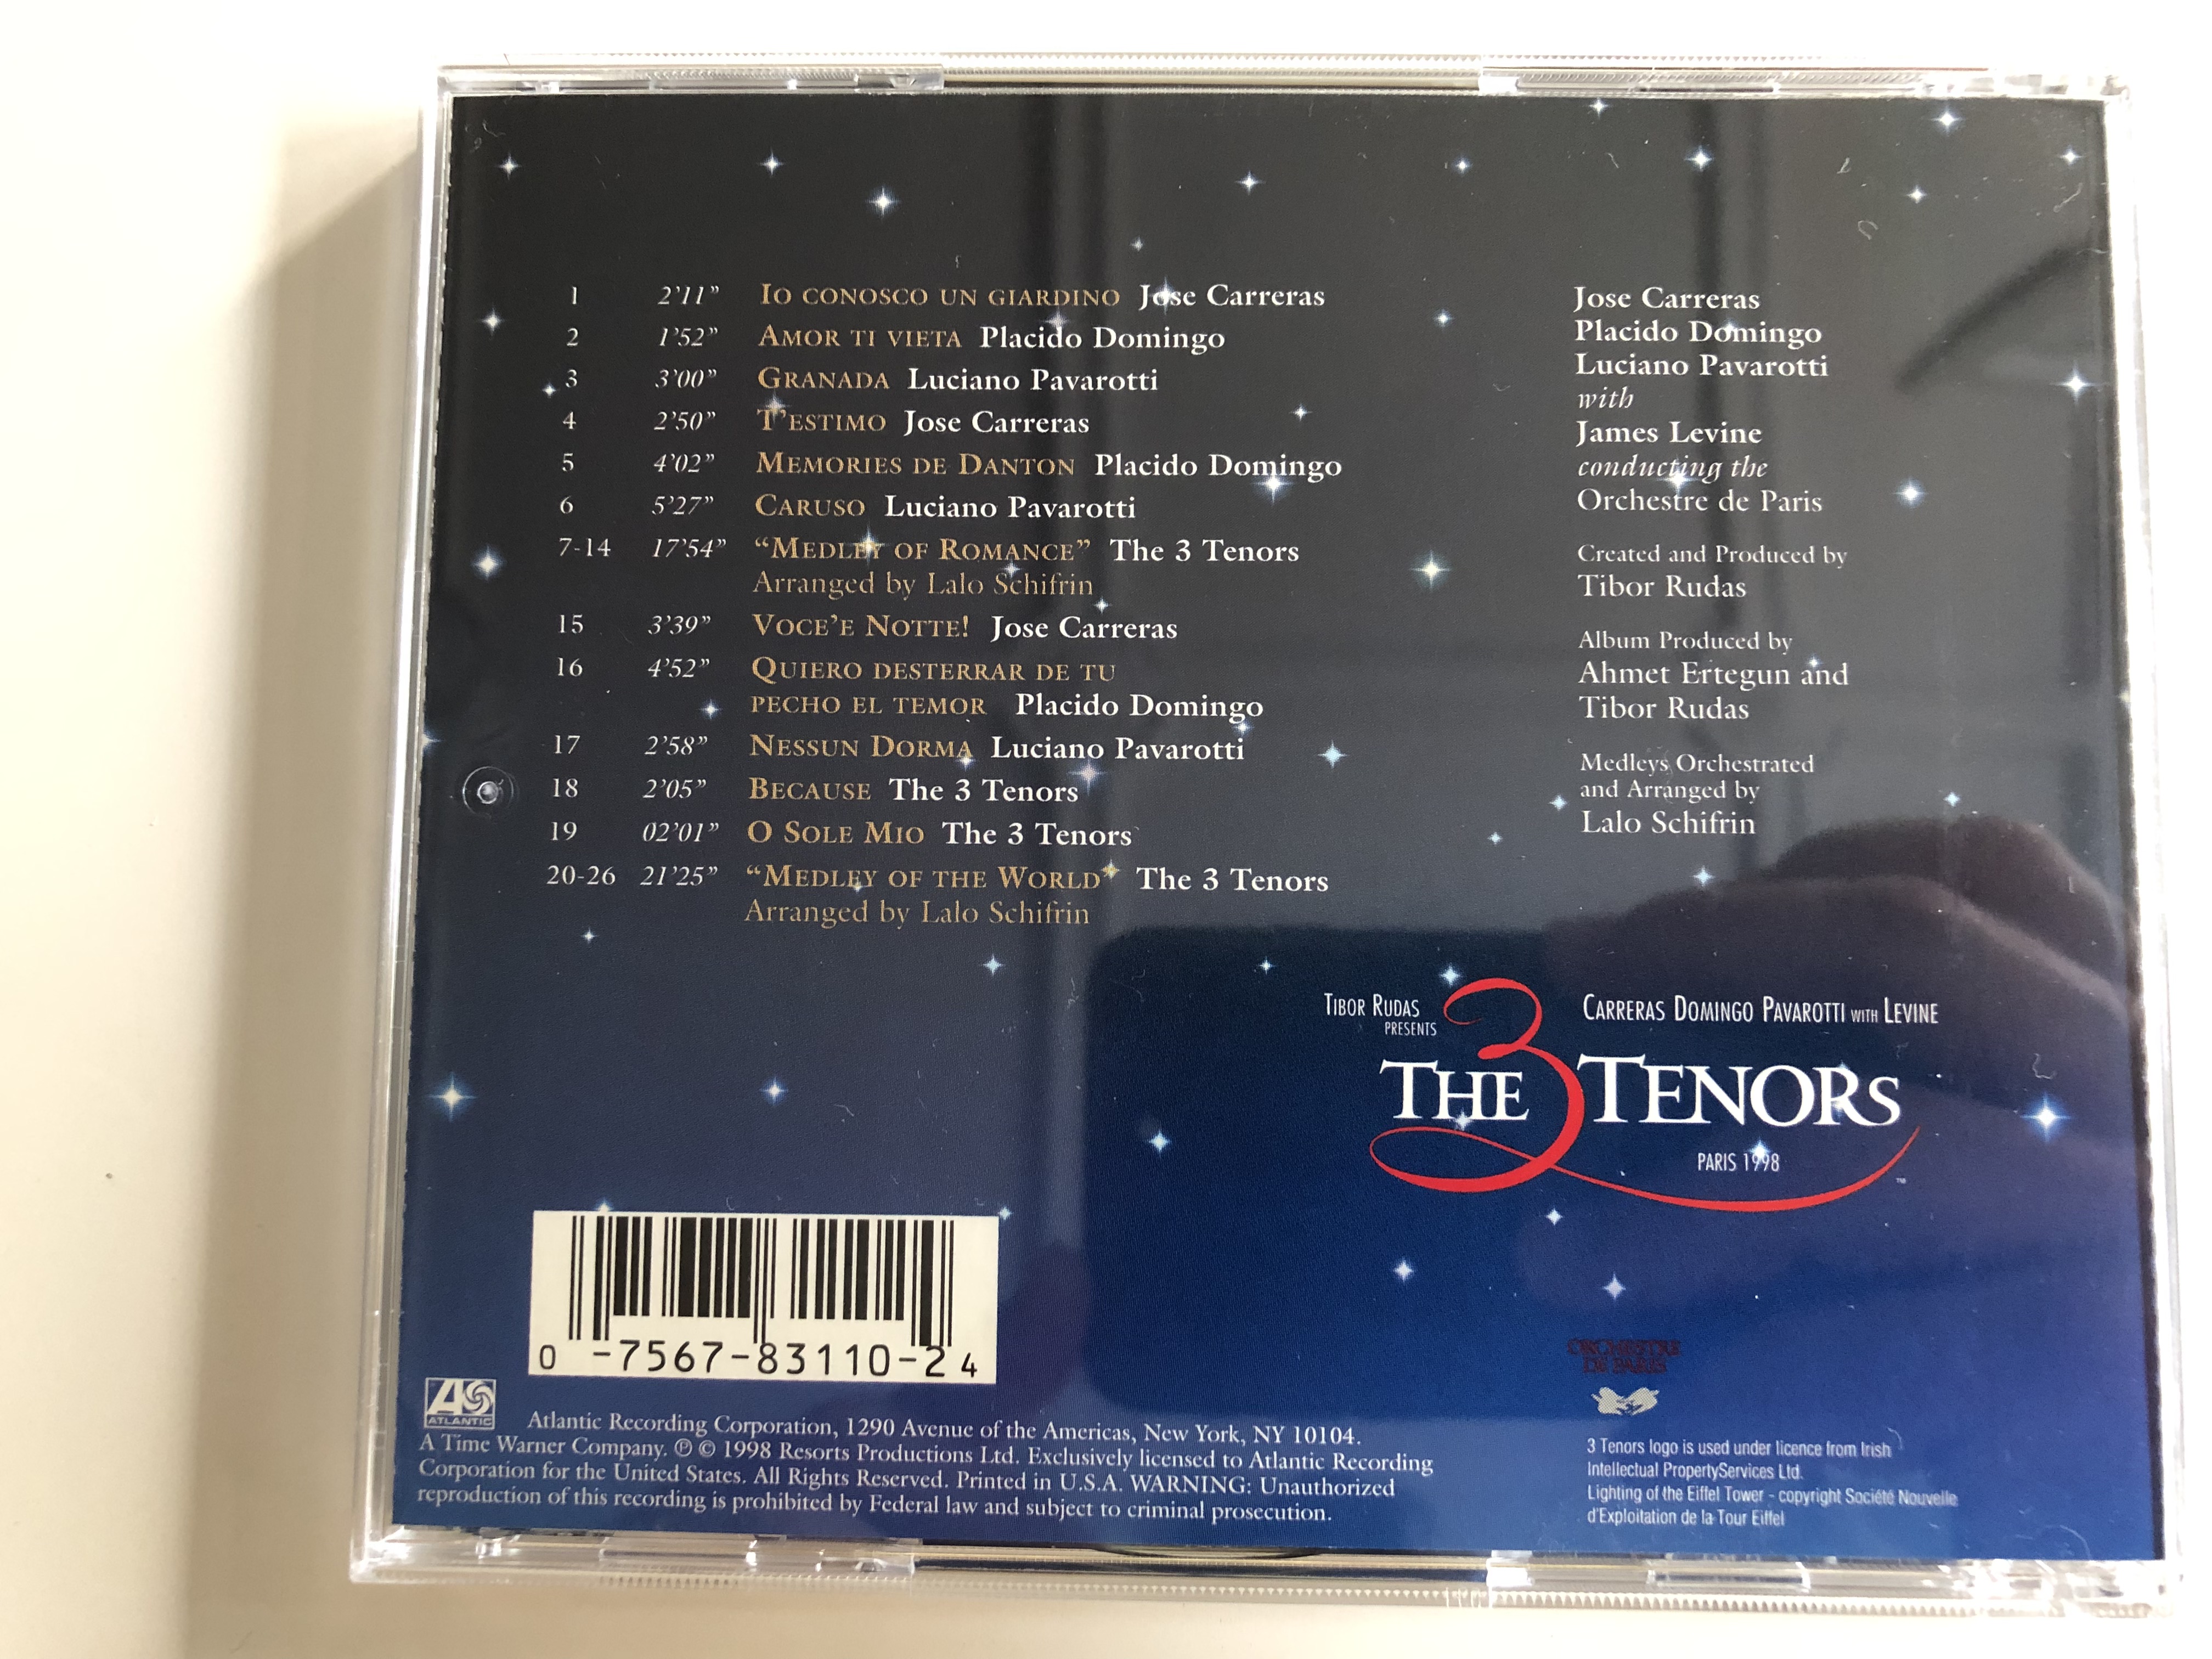 1 2'11” IO CONOSCO UN GIARDINO Jose Carreras
2 1'52” AMOR TI VIETA Placido Domingo
3 3'00” GRANADA Luciano Pavarotti
4 2'50” T'ESTIMO Jose Carreras
5 4'02” MEMORIES DE DANTON Placido Domingo
6 5'27” CARUSO Luciano Pavarotti
7-14 17'54” “MEDLEY OF ROMANCE” The 3 Tenors
Arranged by Lalo Schifrin
15 3'39” VOCE'E NOTTE! Jose Carreras
16 4'52” QUIERO DESTERRAR DE TU
PECHO EL TEMOR Placido Domingo
17 2'58” NESSUN DORMA Luciano Pavarotti
18 2'05” BECAUSE The 3 Tenors
19 02'01” O SOLE MIO The 3 Tenors
20-26 21'25” “MEDLEY OF THE WORLD” The 3 Tenors
Arranged by Lalo Schifrin
Jose Carreras
Placido Domingo
Luciano Pavarotti
with
James Levine
conducting the
Orchestre de Paris
Created and Produced by
Tibor Rudas
Album Produced by
Ahmet Ertegun and
Tibor Rudas
Medleys Orchestrated
and Arranged by
Lalo Schifrin
TIBOR RUDAS
PRESENTS
CARRERAS DOMINGO PAVAROTTI WITH LEVINE
THE 3 TENORS
PARIS 1998
™
0 -7567-83110-2 4
ATLANTIC
Atlantic Recording Corporation, 1290 Avenue of the Americas, New York, NY 10104.
A Time Warner Company. ℗ © 1998 Resorts Productions Ltd. Exclusively licensed to Atlantic Recording
Corporation for the United States. All Rights Reserved. Printed in U.S.A. WARNING: Unauthorized
reproduction of this recording is prohibited by Federal law and subject to criminal prosecution.
ORCHESTRE
DE PARIS
3 Tenors logo is used under licence from Irish
Intellectual PropertyServices Ltd.
Lighting of the Eiffel Tower - copyright Société Nouvelle
d'Exploitation de la Tour Eiffel